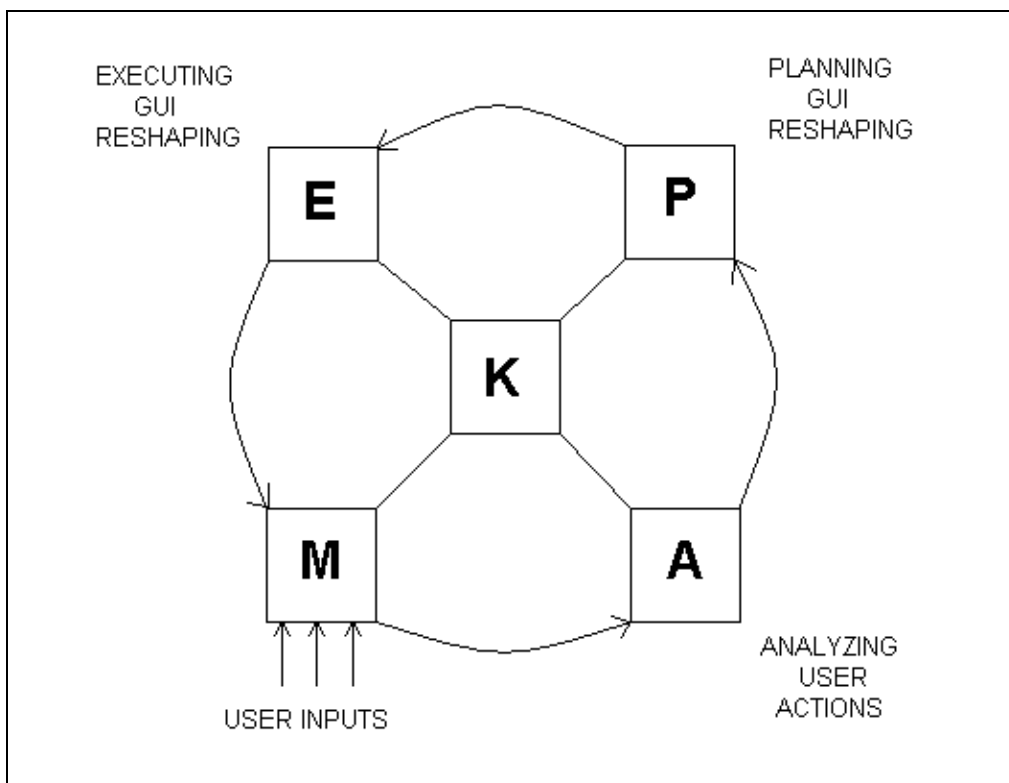 EXECUTING
GUI
RESHAPING
PLANNING
GUI
RESHAPING
E
P
K
M
A
USER INPUTS
ANALYZING
USER
ACTIONS